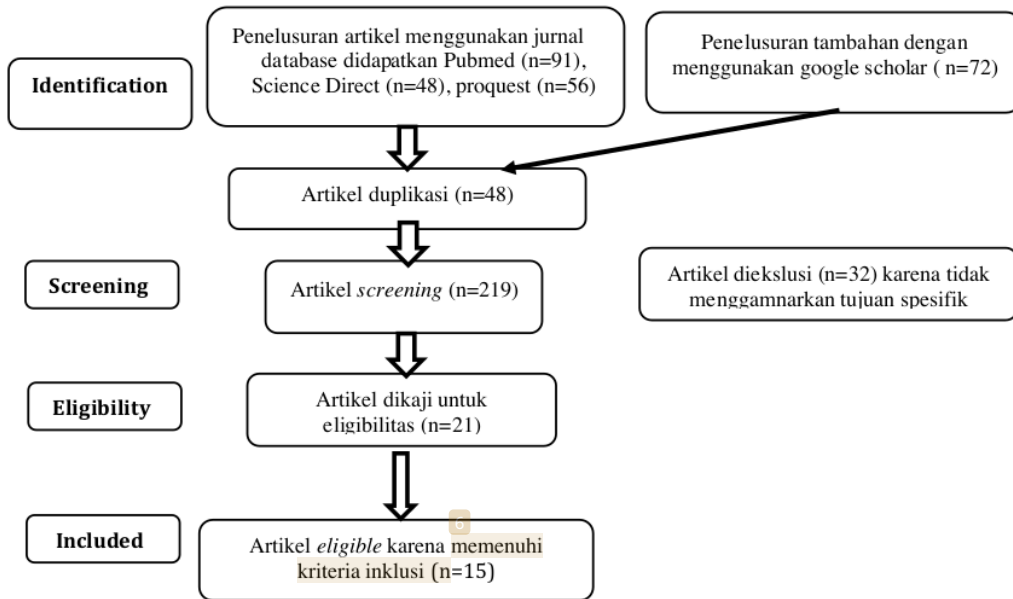 Identification
Penelusuran artikel menggunakan jurnal
database didapatkan Pubmed (n=91),
Science Direct (n=48), proquest (n=56)
Penelusuran tambahan dengan
menggunakan google scholar ( n=72)
Artikel duplikasi (n=48)
Screening
Artikel screening (n=219)
Artikel diekslusi (n=32) karena tidak
menggamnarkan tujuan spesifik
Eligibility
Artikel dikaji untuk
eligibilitas (n=21)
Included
6
Artikel eligible karena memenuhi
kriteria inklusi (n=15)